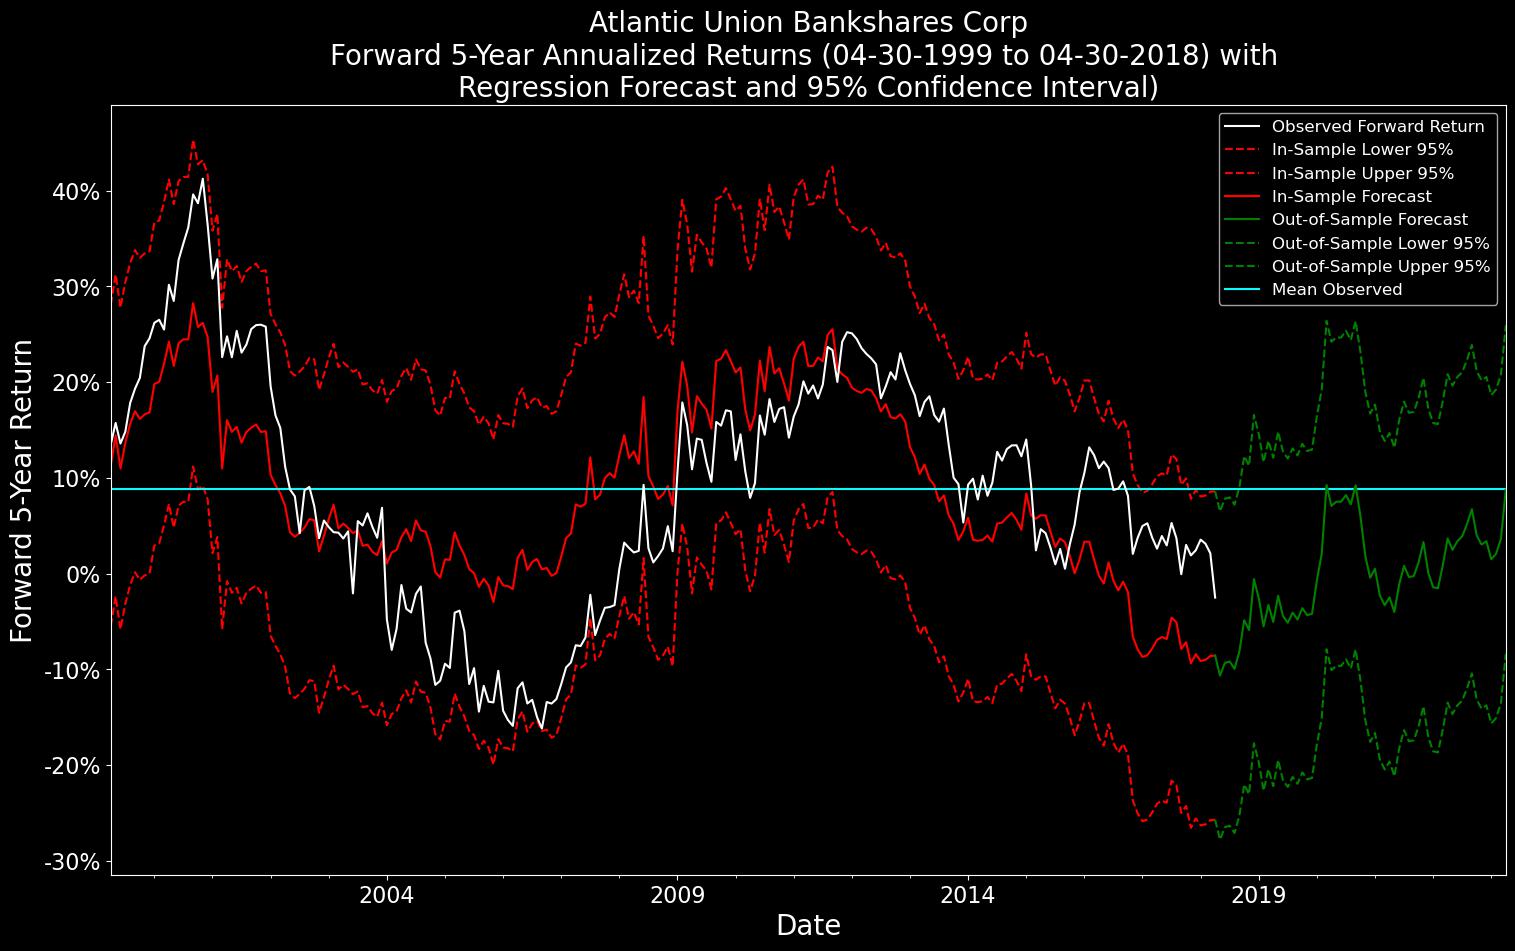 Atlantic Union Bankshares Corp
Forward 5-Year Annualized Returns (04-30-1999 to 04-30-2018) with
Regression Forecast and 95% Confidence Interval)
Observed Forward Return
In-Sample Lower 95%
In-Sample Upper 95%
In-Sample Forecast
Out-of-Sample Forecast
Out-of-Sample Lower 95%
Out-of-Sample Upper 95%
Mean Observed
Forward 5-Year Return
40%
30%
20%
10%
0%
-10%
-20%
-30%
2004
2009
2014
2019
Date